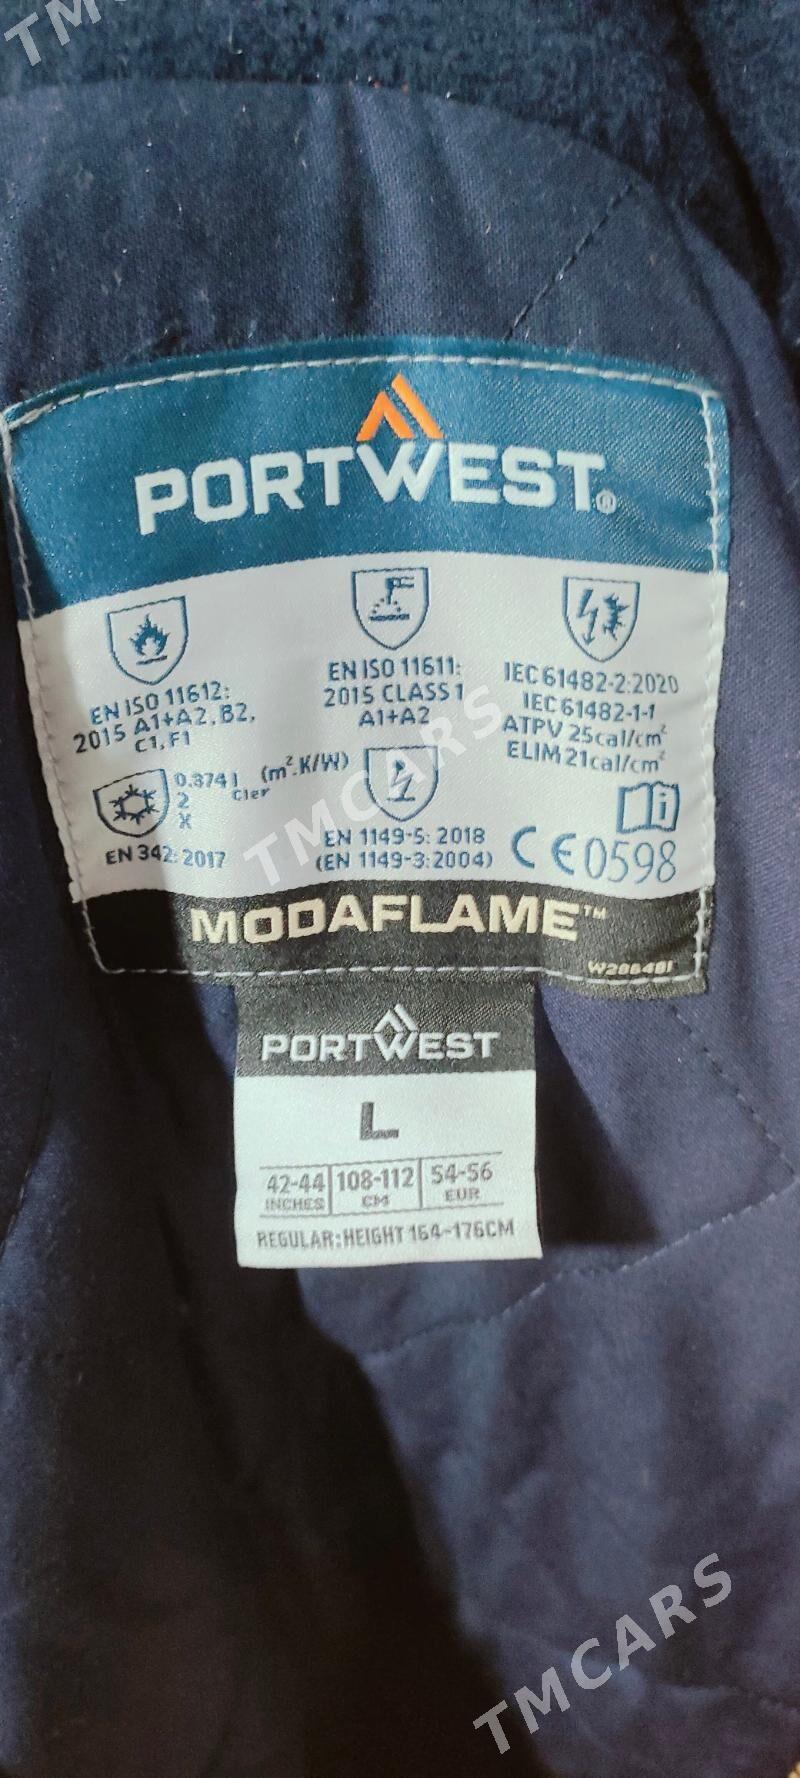 PORTWEST®
EN ISO 11612:
2015 A1+A2, B2,
C1, F1
EN ISO 11611:
2015 CLASS 1
A1+A2
IEC 61482-2:2020
IEC 61482-1-1
ATPV 25cal/cm²
ELIM 21cal/cm²
0.374 I cler (m².K/W)
2
X
EN 342:2017
EN 1149-5: 2018
(EN 1149-3:2004)
CE0598
MODAFLAME™
PORTWEST
L
42-44 108-112 54-56
INCHES CM EUR
REGULAR:HEIGHT 164-176CM
TMCARS
TMCARS